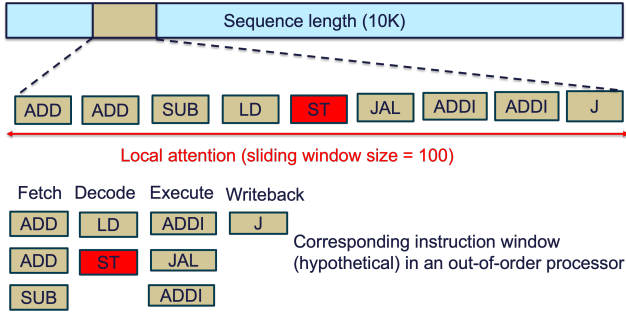 Sequence length (10K)
ADD ADD SUB LD ST JAL ADDI ADDI J
Local attention (sliding window size = 100)
Fetch Decode Execute Writeback
ADD LD ADDI J
ADD ST JAL
SUB ADDI
Corresponding instruction window
(hypothetical) in an out-of-order processor